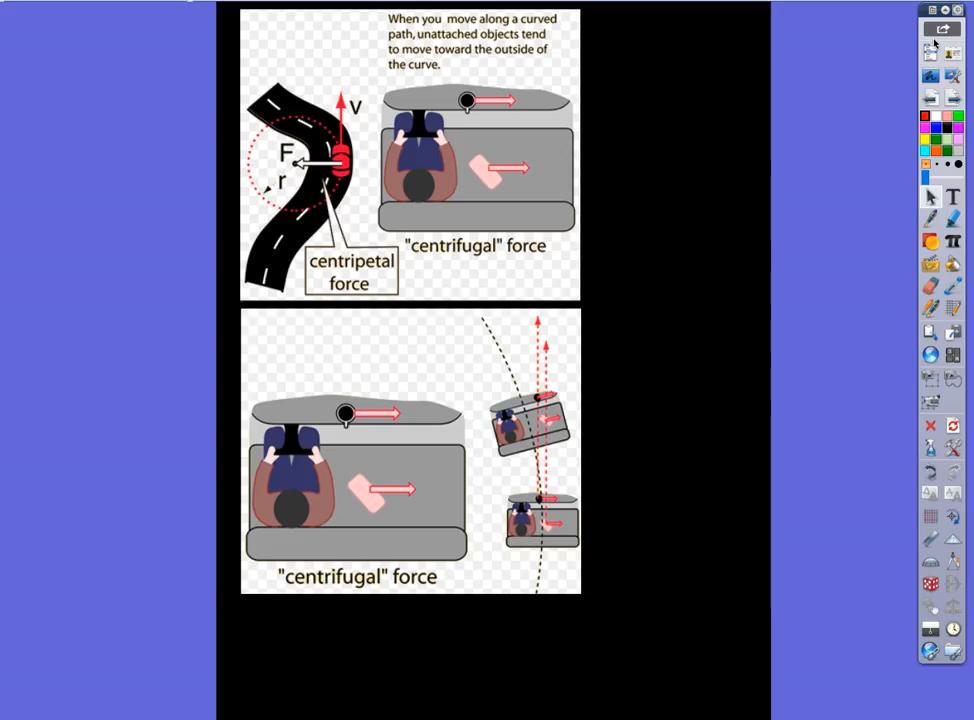 When you move along a curved
path, unattached objects tend
to move toward the outside of
the curve.
v
F
r
"centrifugal" force
centripetal
force
"centrifugal" force
T
π